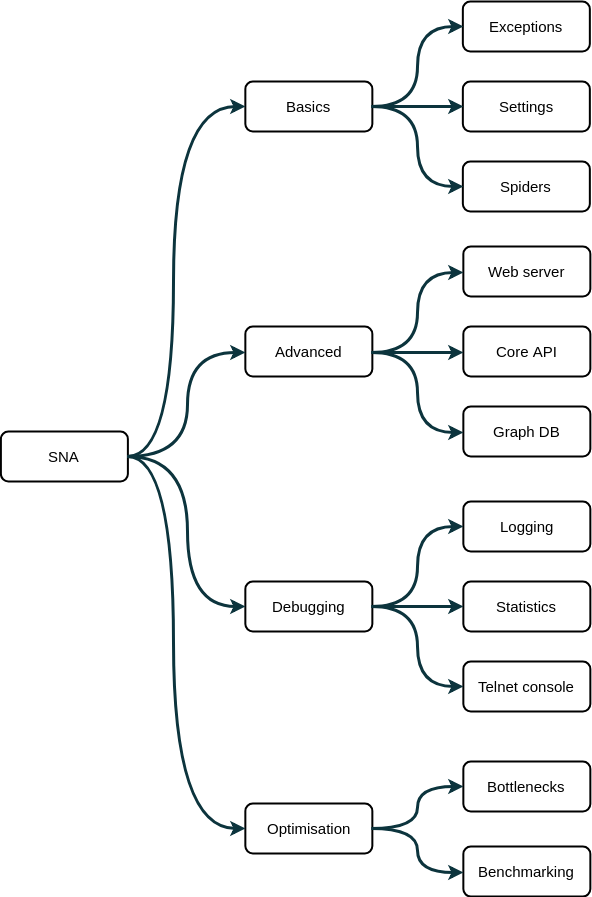 SNA
Basics
Exceptions
Settings
Spiders
Advanced
Web server
Core API
Graph DB
Debugging
Logging
Statistics
Telnet console
Optimisation
Bottlenecks
Benchmarking